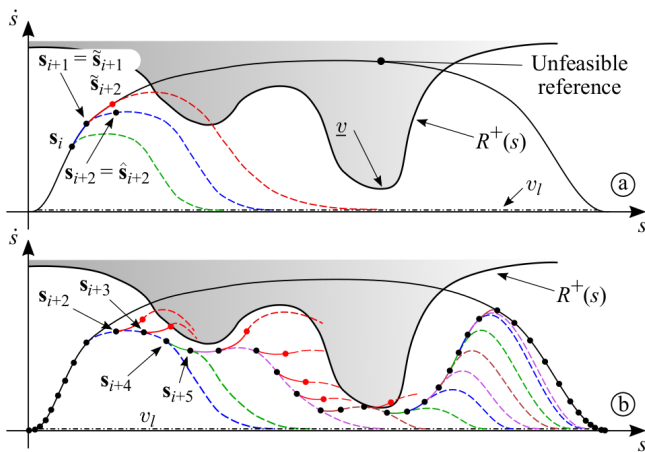 ṡ
s_{i+1} = s̃_{i+1}
s̃_{i+2}
Unfeasible
reference
s_i
v̲
R⁺(s)
s_{i+2} = ŝ_{i+2}
v_l
a
s
ṡ
s_{i+3}
s_{i+2}
R⁺(s)
s_{i+4}
s_{i+5}
v_l
b
s